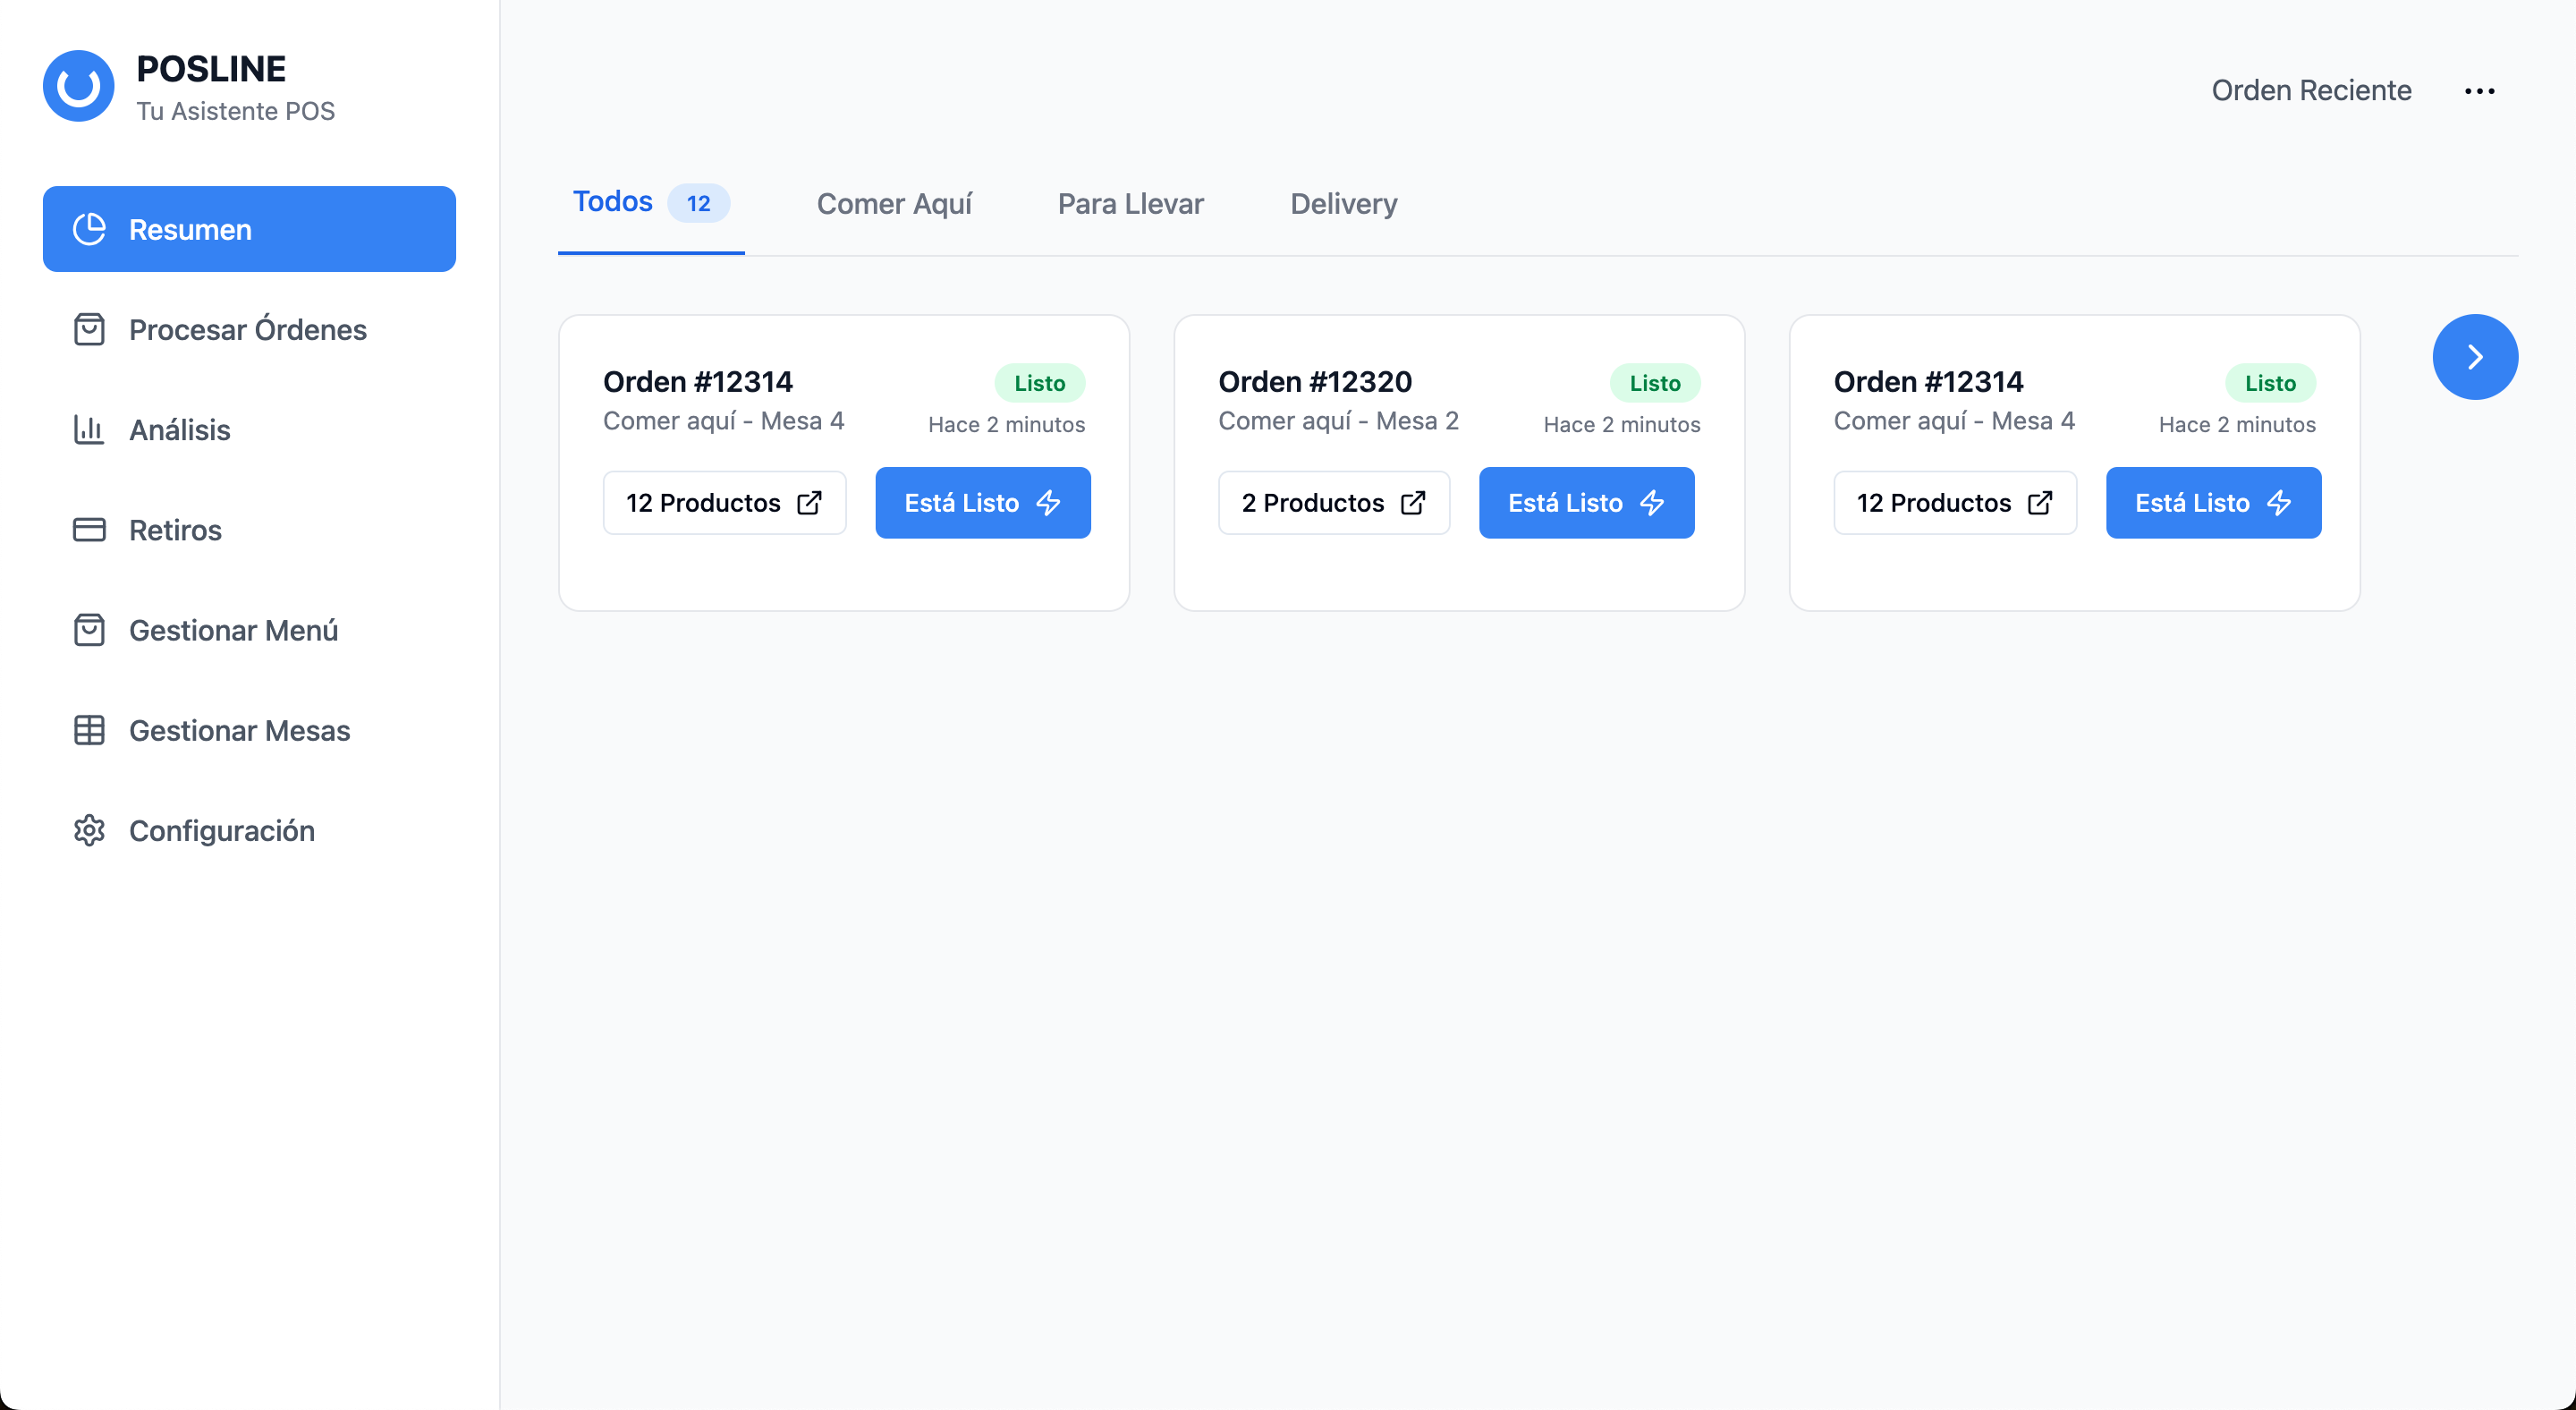 POSLINE
Tu Asistente POS
Resumen
Procesar Órdenes
Análisis
Retiros
Gestionar Menú
Gestionar Mesas
Configuración
Orden Reciente
Todos 12 Comer Aquí Para Llevar Delivery
Orden #12314 Listo
Comer aquí - Mesa 4 Hace 2 minutos
12 Productos Está Listo
Orden #12320 Listo
Comer aquí - Mesa 2 Hace 2 minutos
2 Productos Está Listo
Orden #12314 Listo
Comer aquí - Mesa 4 Hace 2 minutos
12 Productos Está Listo